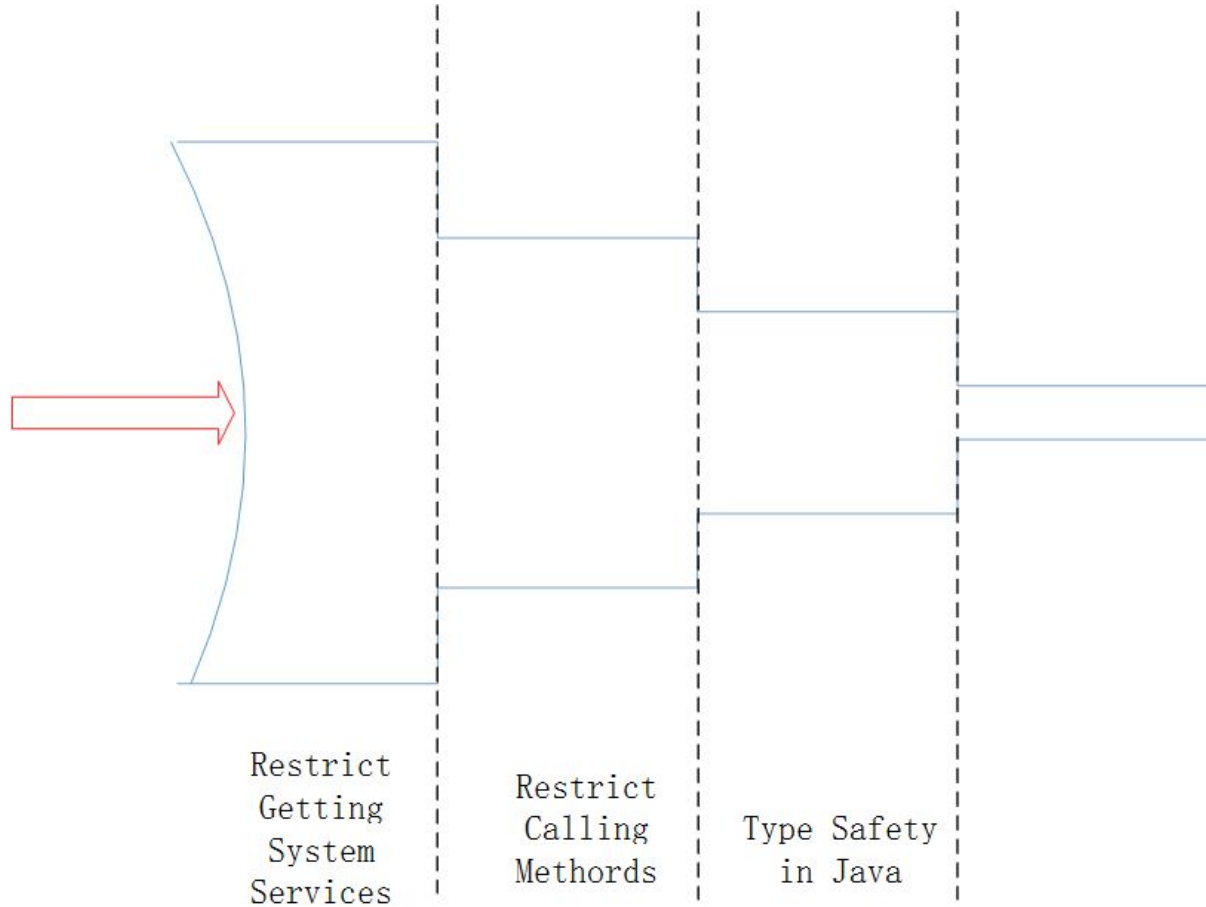 Restrict
Getting
System
Services
Restrict
Calling
Methords
Type Safety
in Java